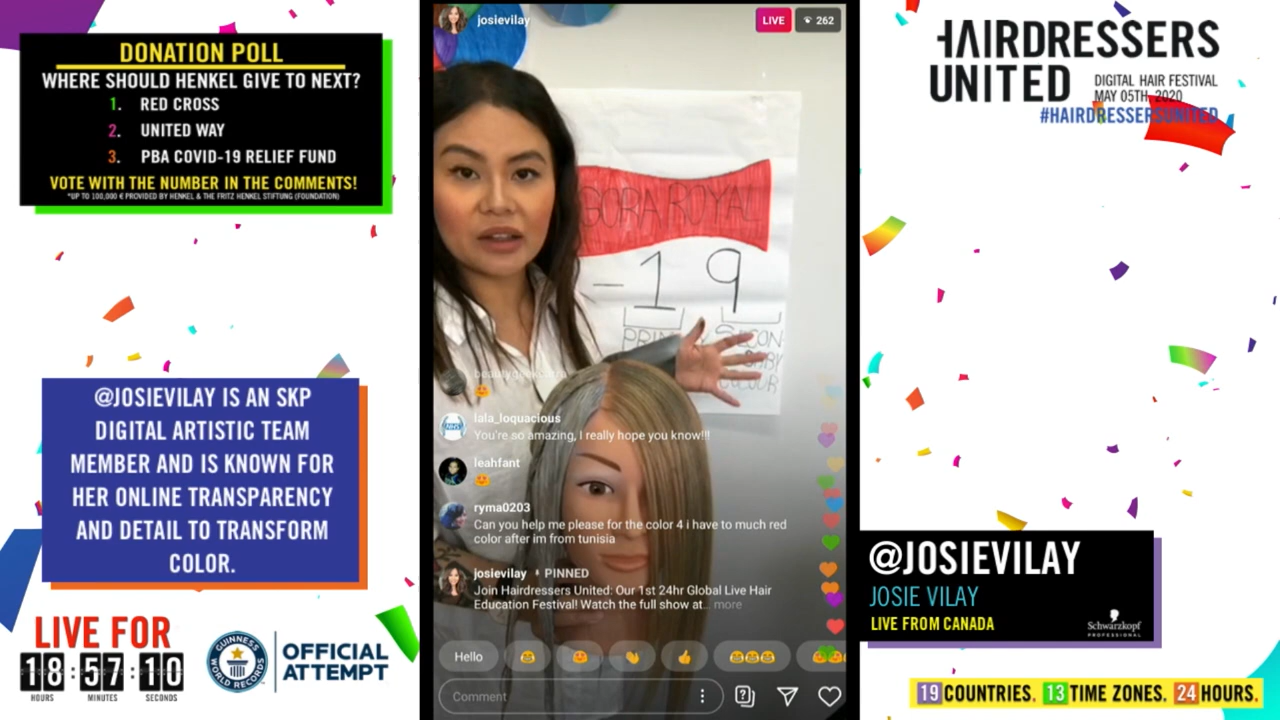 DONATION POLL
WHERE SHOULD HENKEL GIVE TO NEXT?
1. RED CROSS
2. UNITED WAY
3. PBA COVID-19 RELIEF FUND
VOTE WITH THE NUMBER IN THE COMMENTS!
*UP TO 100,000 € PROVIDED BY HENKEL & THE FRITZ HENKEL STIFTUNG (FOUNDATION)
@JOSIEVILAY IS AN SKP
DIGITAL ARTISTIC TEAM
MEMBER AND IS KNOWN FOR
HER ONLINE TRANSPARENCY
AND DETAIL TO TRANSFORM
COLOR.
LIVE FOR
18:57:10
HOURS MINUTES SECONDS
GUINNESS
WORLD RECORDS
OFFICIAL
ATTEMPT
josievilay
LIVE
262
GORA ROYAL
-19
COLOUR
lala_loquacious
You're so amazing, I really hope you know!!!
leahfant
ryma0203
Can you help me please for the color 4 i have to much red
color after im from tunisia
josievilay PINNED
Join Hairdressers United: Our 1st 24hr Global Live Hair
Education Festival! Watch the full show at... more
Hello
Comment
HAIRDRESSERS
UNITED
DIGITAL HAIR FESTIVAL
MAY 05TH, 2020
#HAIRDRESSERSUNITED
@JOSIEVILAY
JOSIE VILAY
LIVE FROM CANADA
Schwarzkopf
PROFESSIONAL
19 COUNTRIES. 13 TIME ZONES. 24 HOURS.